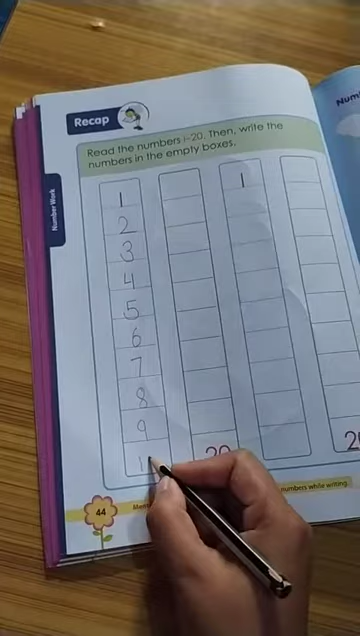 Recap
Read the numbers 1-20. Then, write the
numbers in the empty boxes.
Number Work
1
2
3
4
5
6
7
8
9
1
20
1
numbers while writing.
44